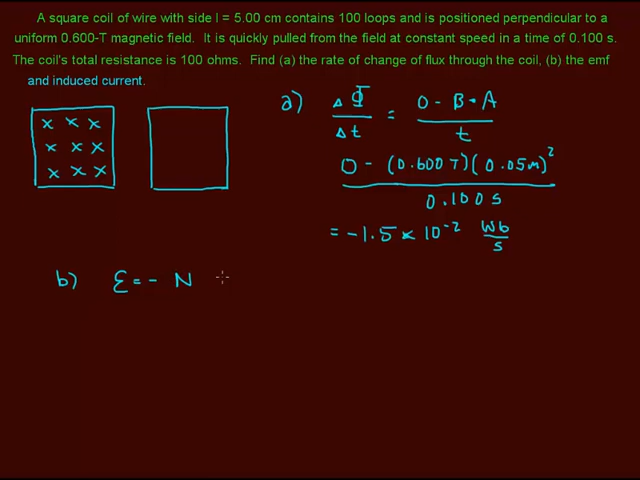 A square coil of wire with side l = 5.00 cm contains 100 loops and is positioned perpendicular to a
uniform 0.600-T magnetic field. It is quickly pulled from the field at constant speed in a time of 0.100 s.
The coil's total resistance is 100 ohms. Find (a) the rate of change of flux through the coil, (b) the emf
and induced current.
a) ΔΦ/Δt = 0 - B · A / t
x x x
x x x
x x x
0 - (0.600T)(0.05m)² / 0.100s
= -1.5 x 10⁻² Wb/s
b) ℰ = - N